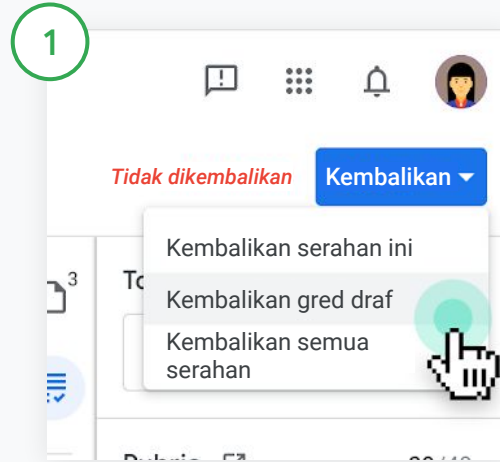 1
Tidak dikembalikan
Kembalikan
Kembalikan serahan ini
3
Kembalikan gred draf
Kembalikan semua
serahan